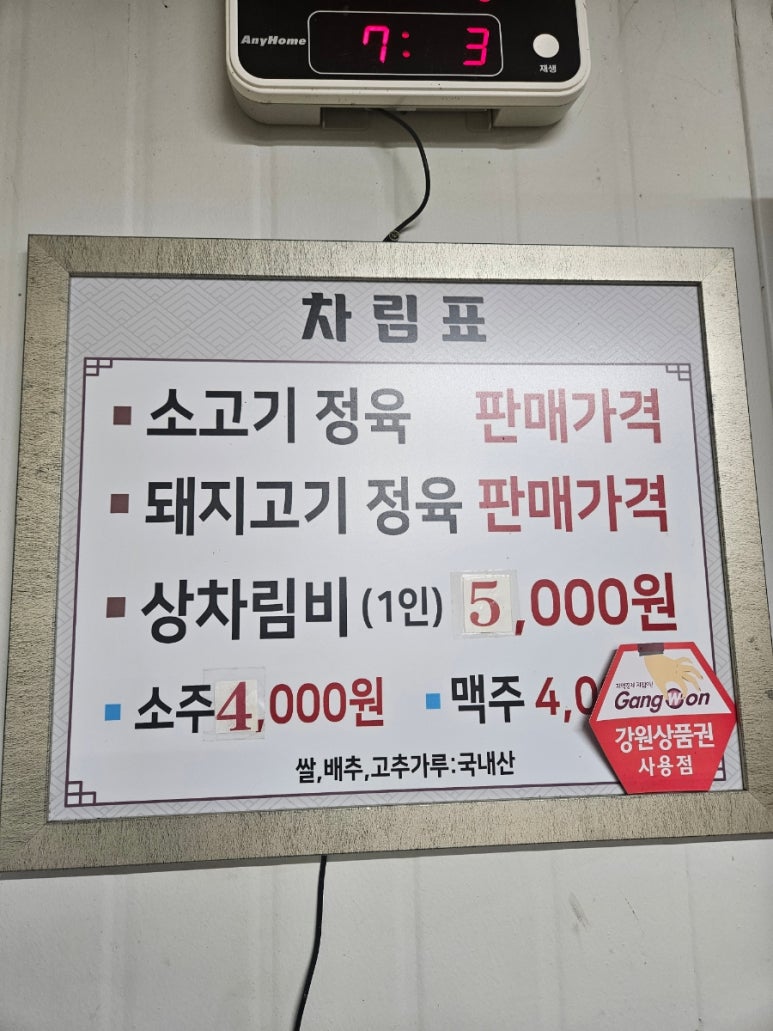 AnyHome
7: 3
재생
차림표
소고기 정육 판매가격
돼지고기 정육 판매가격
상차림비 (1인) 5,000원
소주 4,000원
맥주 4,0
쌀,배추,고추가루:국내산
GangWon
강원상품권
사용점